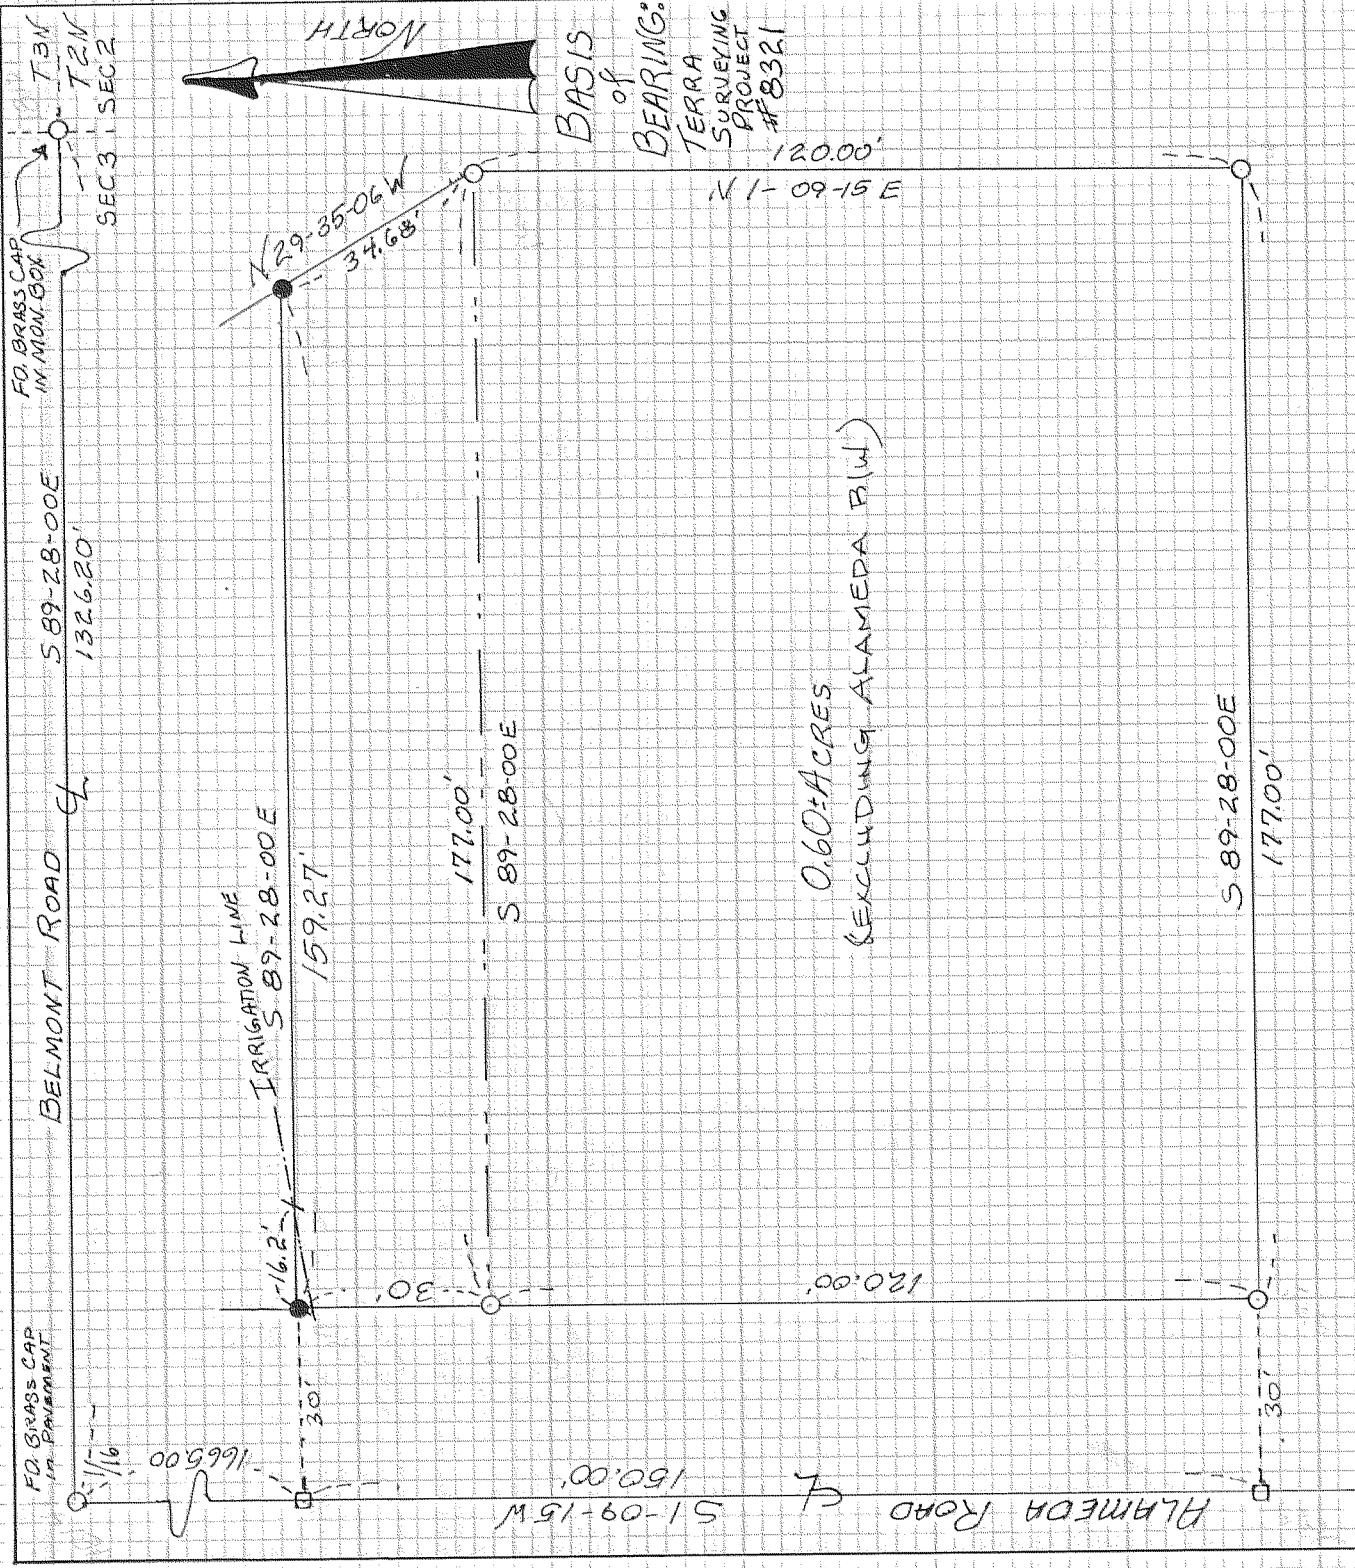 FD. BRASS CAP
IN MON. BOX
T3N
T2N
SEC3 SEC2
NORTH
BASIS
of
BEARING:
TERRA
SURVEYING
PROJECT
#8321
BELMONT ROAD
℄
S 89-28-00E
1326.20'
FD. BRASS CAP
IN PAVEMENT
1/16
1665.00
30'
16.2'
IRRIGATION LINE
S 89-28-00E
159.27'
N 29-35-06 W
34.68'
30'
177.00'
S 89-28-00E
120.00'
N 1-09-15 E
0.60± ACRES
(EXCLUDING ALAMEDA R/W)
120.00'
S 89-28-00E
177.00'
30'
ALAMEDA ROAD
℄
S1-09-15W
150.00'